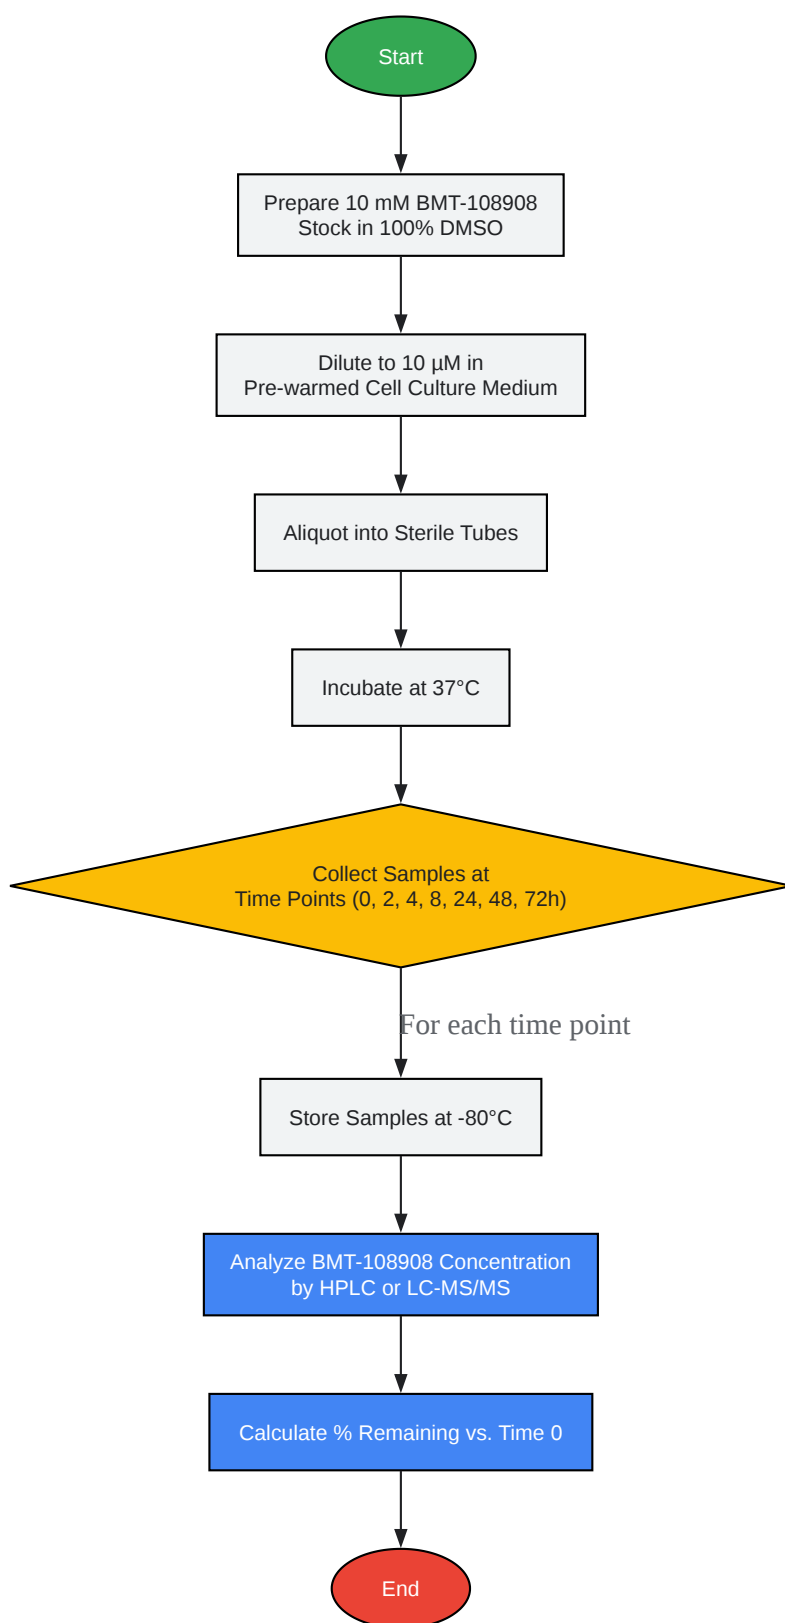 Start
Prepare 10 mM BMT-108908
Stock in 100% DMSO
Dilute to 10 µM in
Pre-warmed Cell Culture Medium
Aliquot into Sterile Tubes
Incubate at 37°C
Collect Samples at
Time Points (0, 2, 4, 8, 24, 48, 72h)
For each time point
Store Samples at -80°C
Analyze BMT-108908 Concentration
by HPLC or LC-MS/MS
Calculate % Remaining vs. Time 0
End